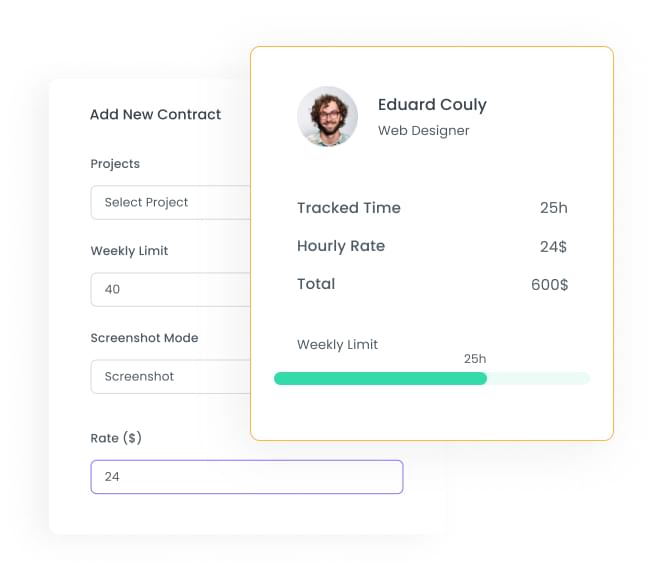 Add New Contract
Projects
Select Project
Weekly Limit
40
Screenshot Mode
Screenshot
Rate ($)
24
Eduard Couly
Web Designer
Tracked Time 25h
Hourly Rate 24$
Total 600$
Weekly Limit
25h